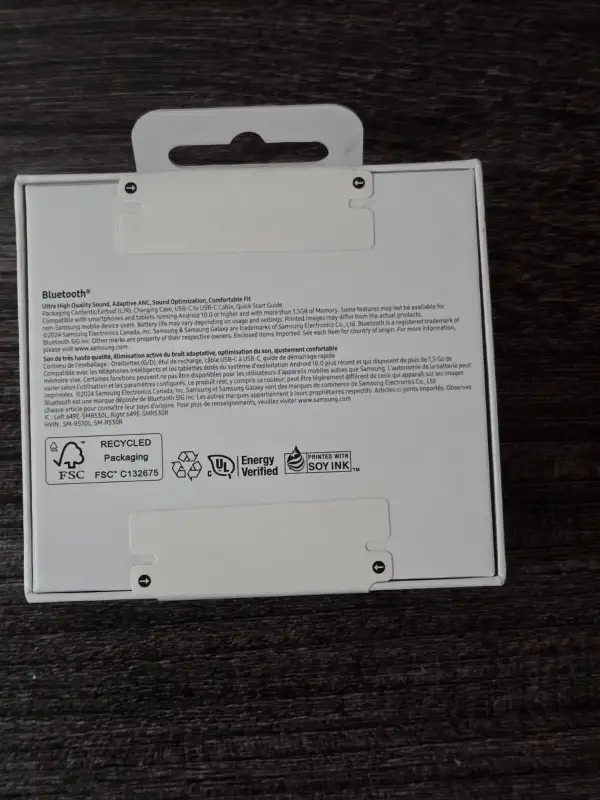 Bluetooth®
Ultra High Quality Sound, Adaptive ANC, Sound Optimization, Comfortable Fit
Packaging Contents:Earbud (L/R), Charging Case, USB-C to USB-C Cable, Quick Start Guide
Compatible with smartphones and tablets running Android 10.0 or higher and with more than 1.5GB of Memory. Some features may not be available for
non-Samsung mobile device users. Battery life may vary depending on usage and settings. Printed images may differ from the actual products.
©2024 Samsung Electronics Canada, Inc. Samsung & Samsung Galaxy are trademarks of Samsung Electronics Co., Ltd. Bluetooth is a registered trademark of
Bluetooth SIG Inc. Other marks are property of their respective owners. Enclosed items imported. See each item for country of origin. For more information,
please visit www.samsung.com.
Son de très haute qualité, élimination active du bruit adaptative, optimisation du son, ajustement confortable
Contenu de l'emballage : Oreillettes (G/D), étui de recharge, câble USB-C à USB-C, guide de démarrage rapide
Compatible avec les téléphones intelligents et les tablettes dotés du système d'exploitation Android 10.0 plus récent et qui disposent de plus de 1,5 Go de
mémoire vive. Certaines fonctions peuvent ne pas être disponibles pour les utilisateurs d'appareils mobiles autres que Samsung. L'autonomie de la batterie peut
varier selon l'utilisation et les paramètres configurés. Le produit réel, y compris sa couleur, peut être légèrement différent de celui qui apparaît sur les images
imprimées. ©2024 Samsung Electronics Canada, Inc. Samsung et Samsung Galaxy sont des marques de commerce de Samsung Electronics Co., Ltd.
Bluetooth est une marque déposée de Bluetooth SIG Inc. Les autres marques appartiennent à leurs propriétaires respectifs. Articles ci-joints importés. Observez
chaque article pour connaître leur pays d'origine. Pour plus de renseignements, veuillez visiter www.samsung.com
IC : Left 649E-SMR530L, Right 649E-SMR530R
HVIN : SM-R530L, SM-R530R
FSC™
RECYCLED
Packaging
FSC™ C132675
c UL ®
Energy
Verified
PRINTED WITH
SOY INK™